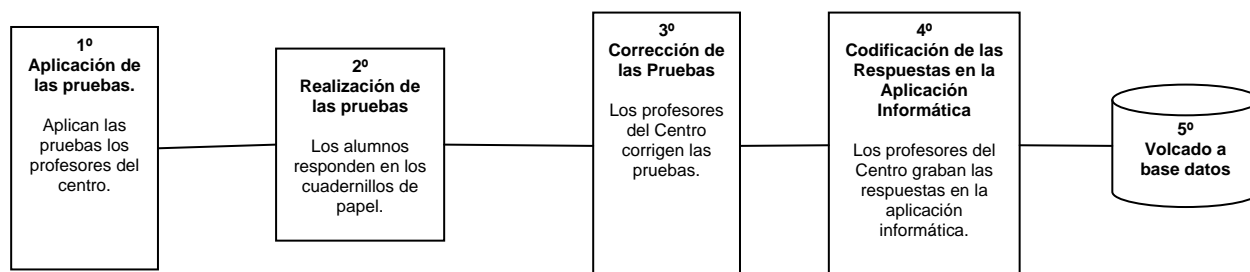 1º
Aplicación de
las pruebas.
Aplican las
pruebas los
profesores del
centro.
2º
Realización de
las pruebas
Los alumnos
responden en los
cuadernillos de
papel.
3º
Corrección de
las Pruebas
Los profesores
del Centro
corrigen las
pruebas.
4º
Codificación de las
Respuestas en la
Aplicación
Informática
Los profesores del
Centro graban las
respuestas en la
aplicación
informática.
5º
Volcado a
base datos